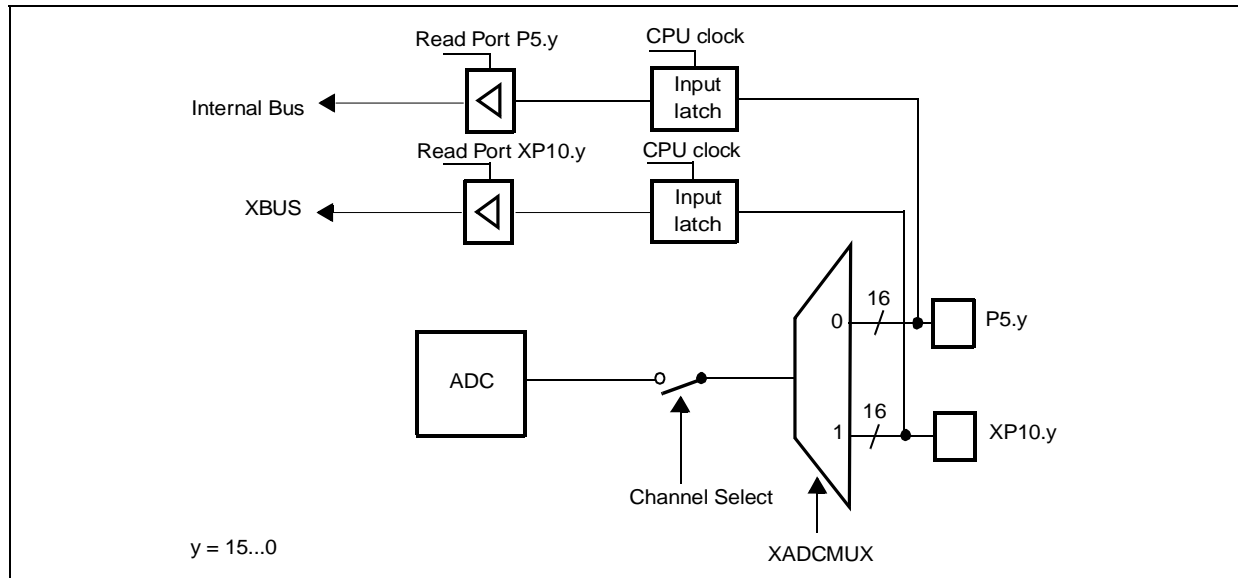 Read Port P5.y
CPU clock
Internal Bus
Input
latch
Read Port XP10.y
CPU clock
XBUS
Input
latch
16
0
P5.y
ADC
16
1
XP10.y
Channel Select
XADCMUX
y = 15...0